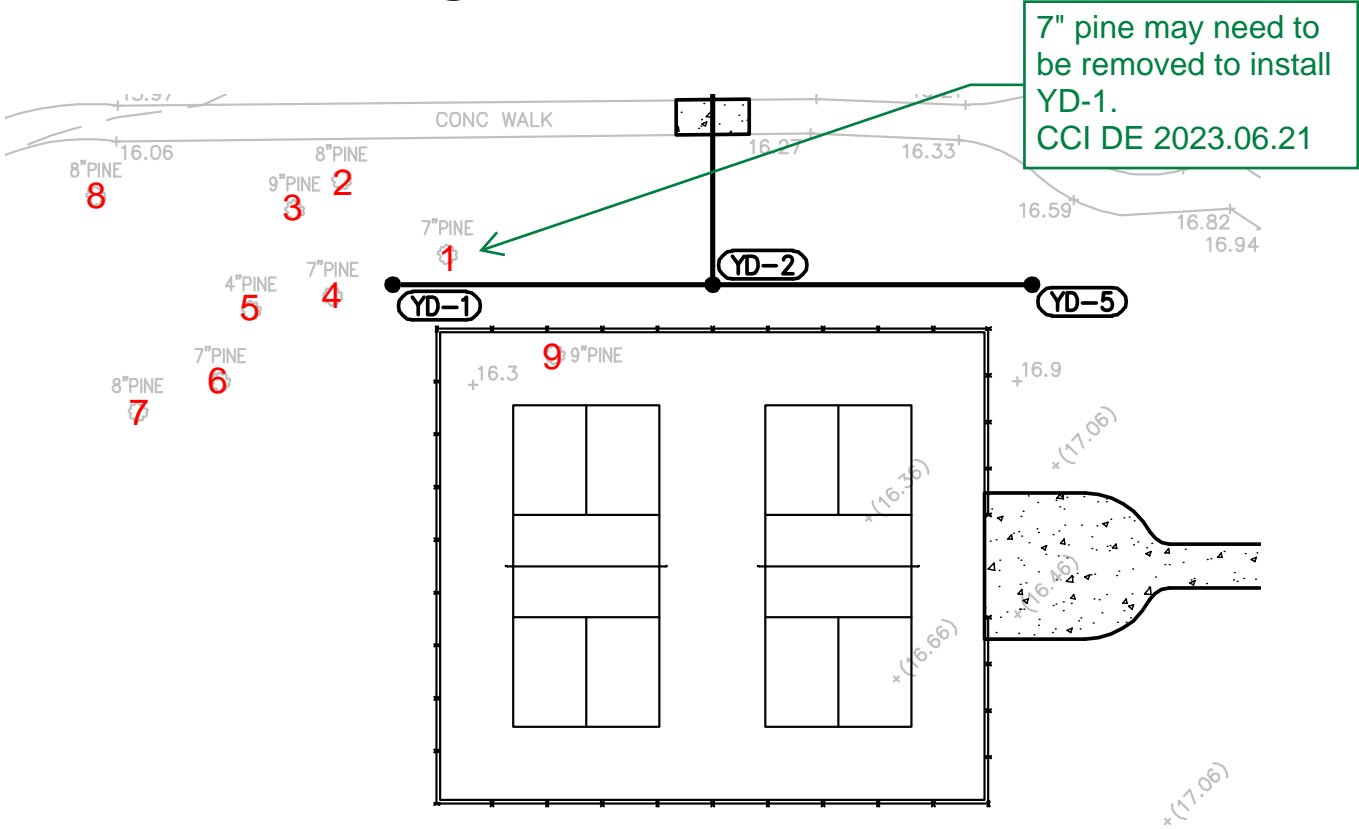 7" pine may need to
be removed to install
YD-1.
CCI DE 2023.06.21
CONC WALK
16.06
16.27
16.33
8"PINE
8"PINE
8
9"PINE
2
3
16.59
16.82
16.94
7"PINE
1
YD-2
7"PINE
4"PINE
4
5
YD-1
YD-5
7"PINE
6
9
9"PINE
16.3
16.9
8"PINE
7
(17.06)
(16.36)
(16.46)
(16.66)
(17.06)